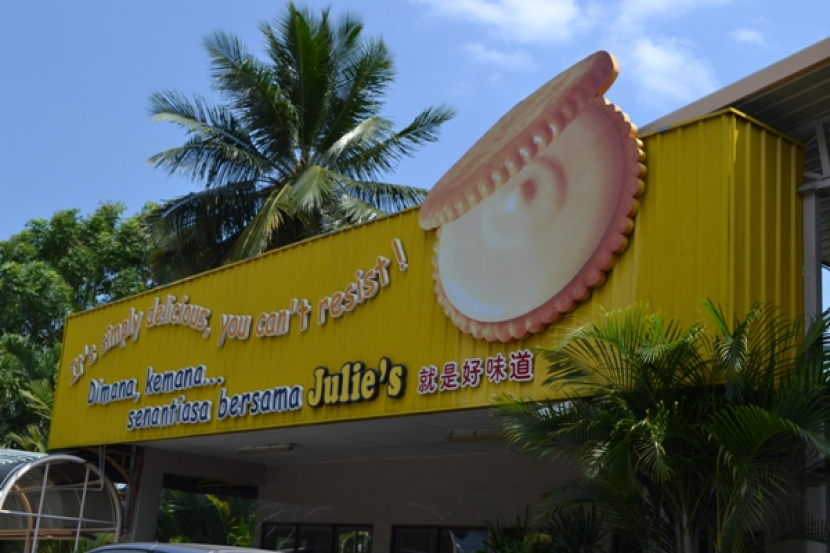 It's simply delicious, you can't resist !
Dimana, kemana...
senantiasa bersama Julie's 就是好味道